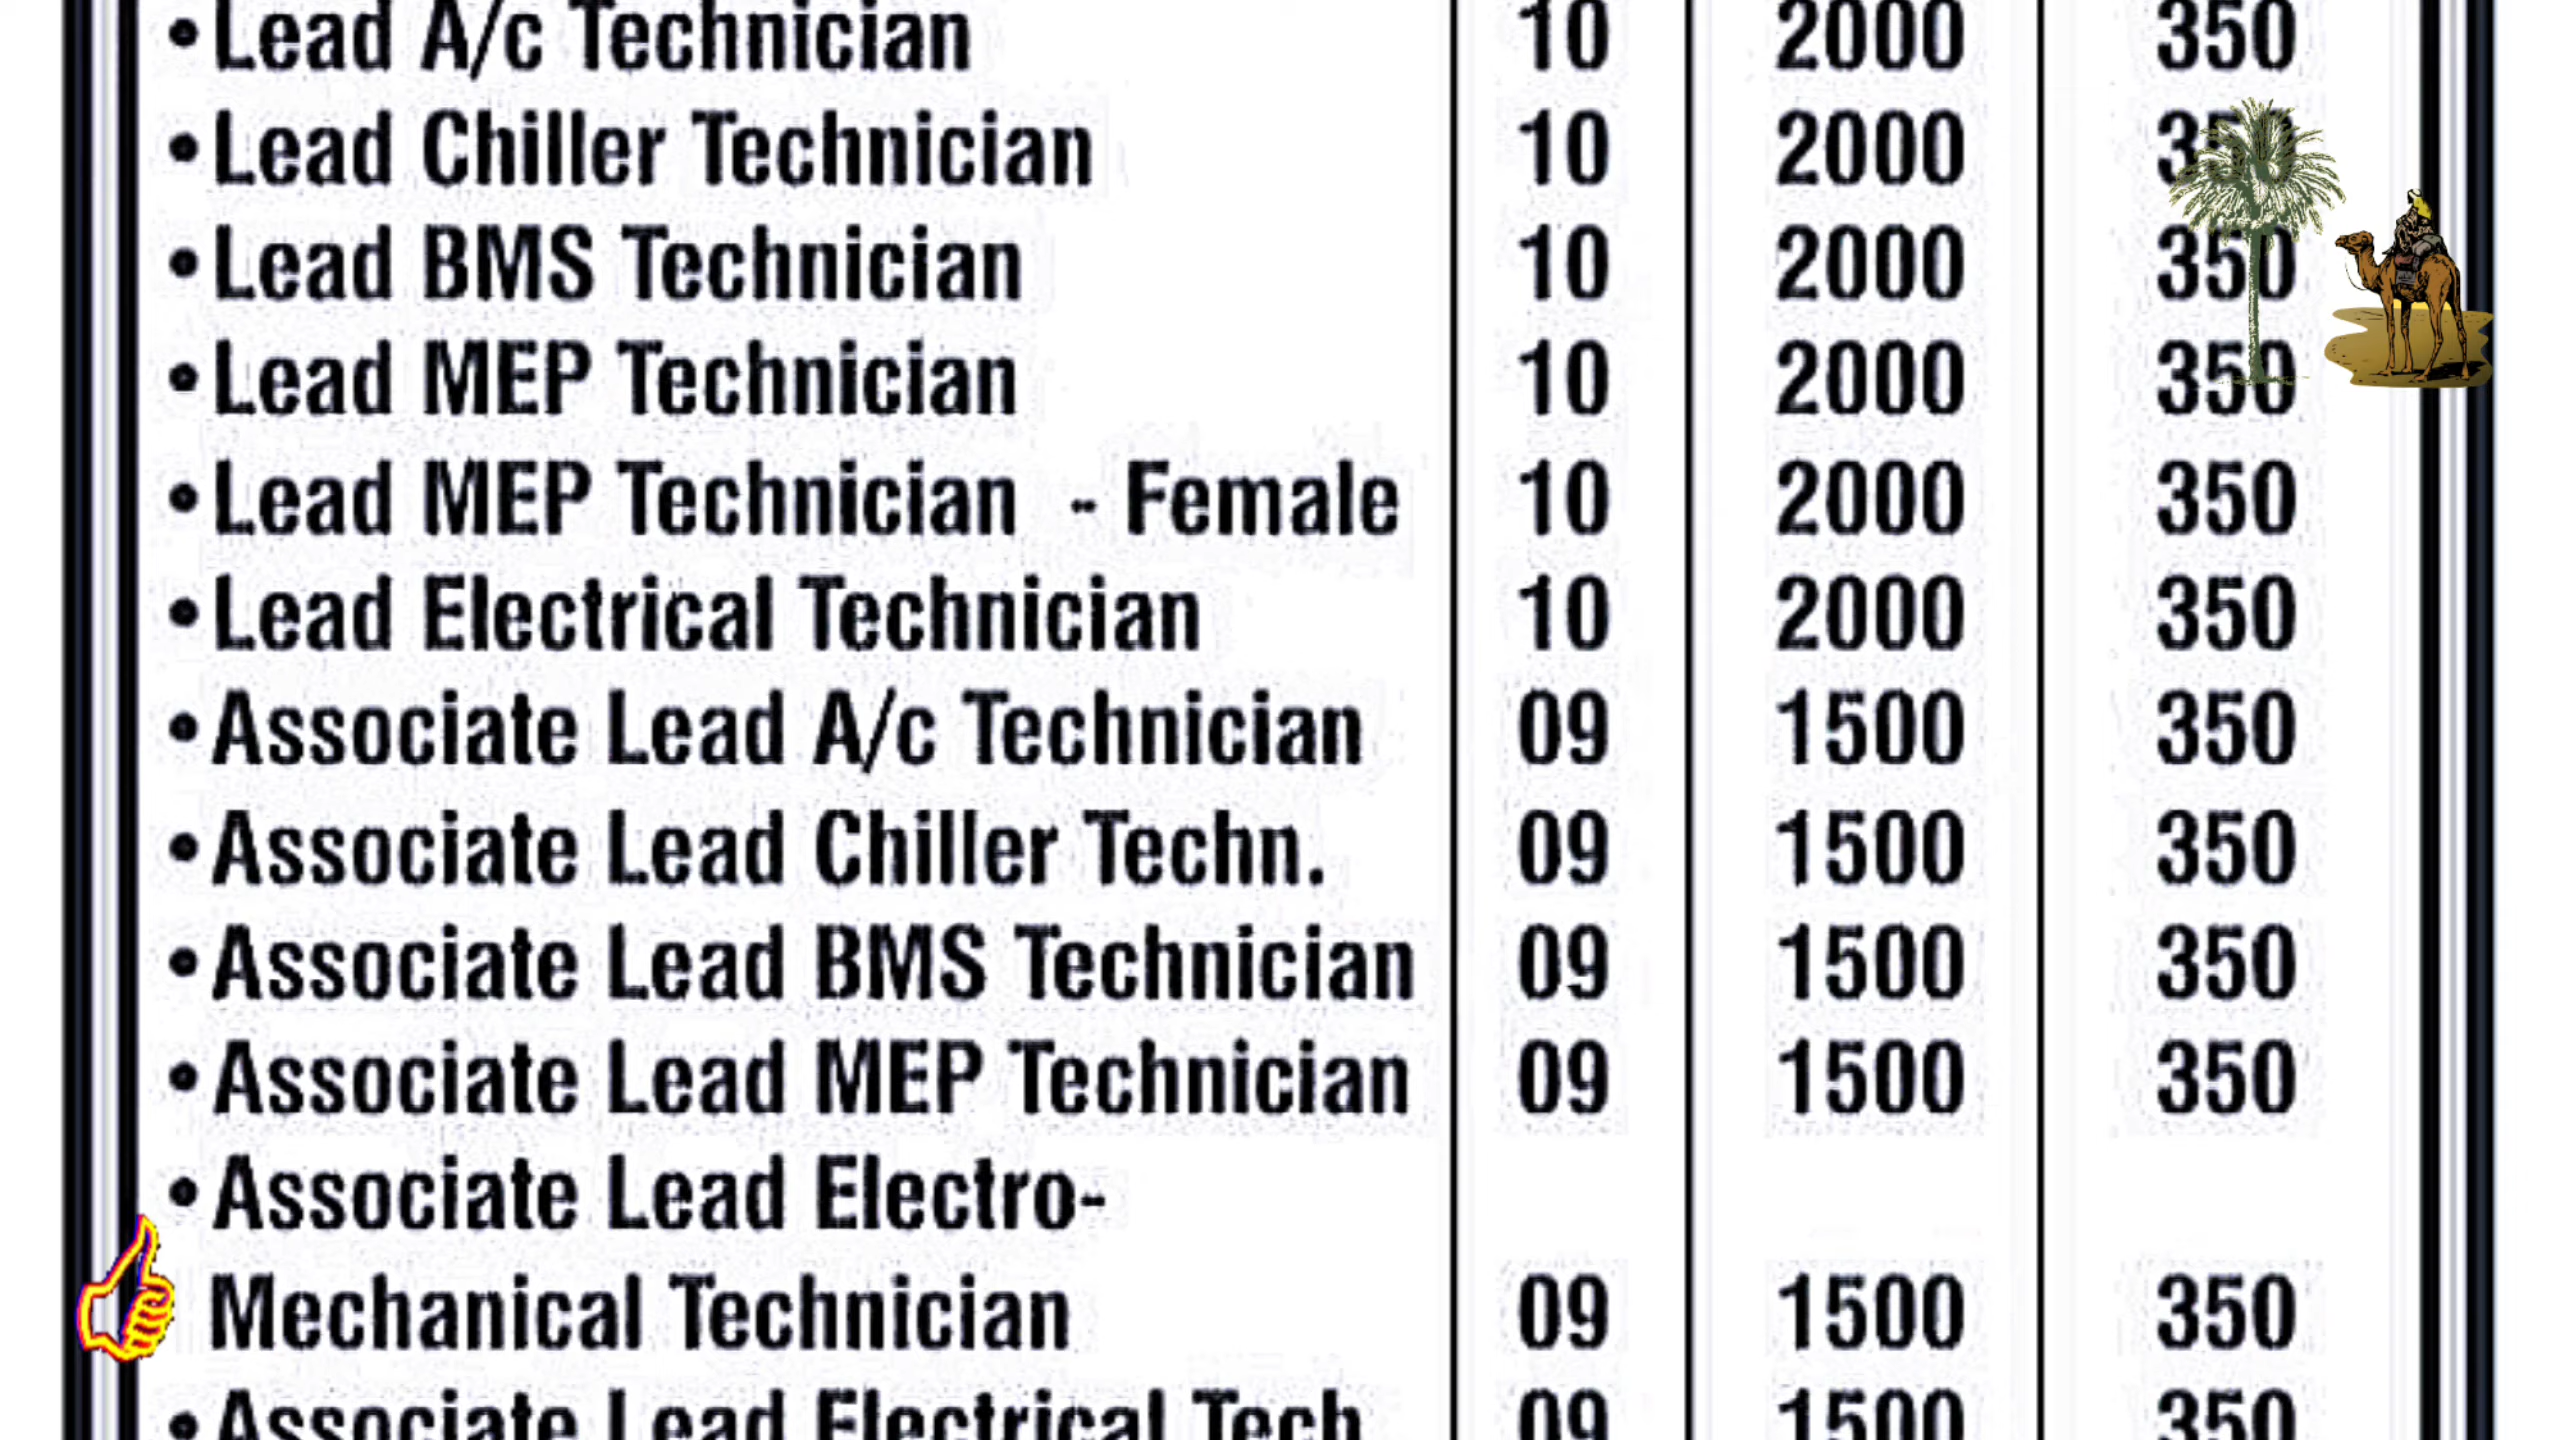 •Lead A/c Technician 10 2000 350
•Lead Chiller Technician 10 2000 350
•Lead BMS Technician 10 2000 350
•Lead MEP Technician 10 2000 350
•Lead MEP Technician - Female 10 2000 350
•Lead Electrical Technician 10 2000 350
•Associate Lead A/c Technician 09 1500 350
•Associate Lead Chiller Techn. 09 1500 350
•Associate Lead BMS Technician 09 1500 350
•Associate Lead MEP Technician 09 1500 350
•Associate Lead Electro-
Mechanical Technician 09 1500 350
•Associate Lead Electrical Tech 09 1500 350